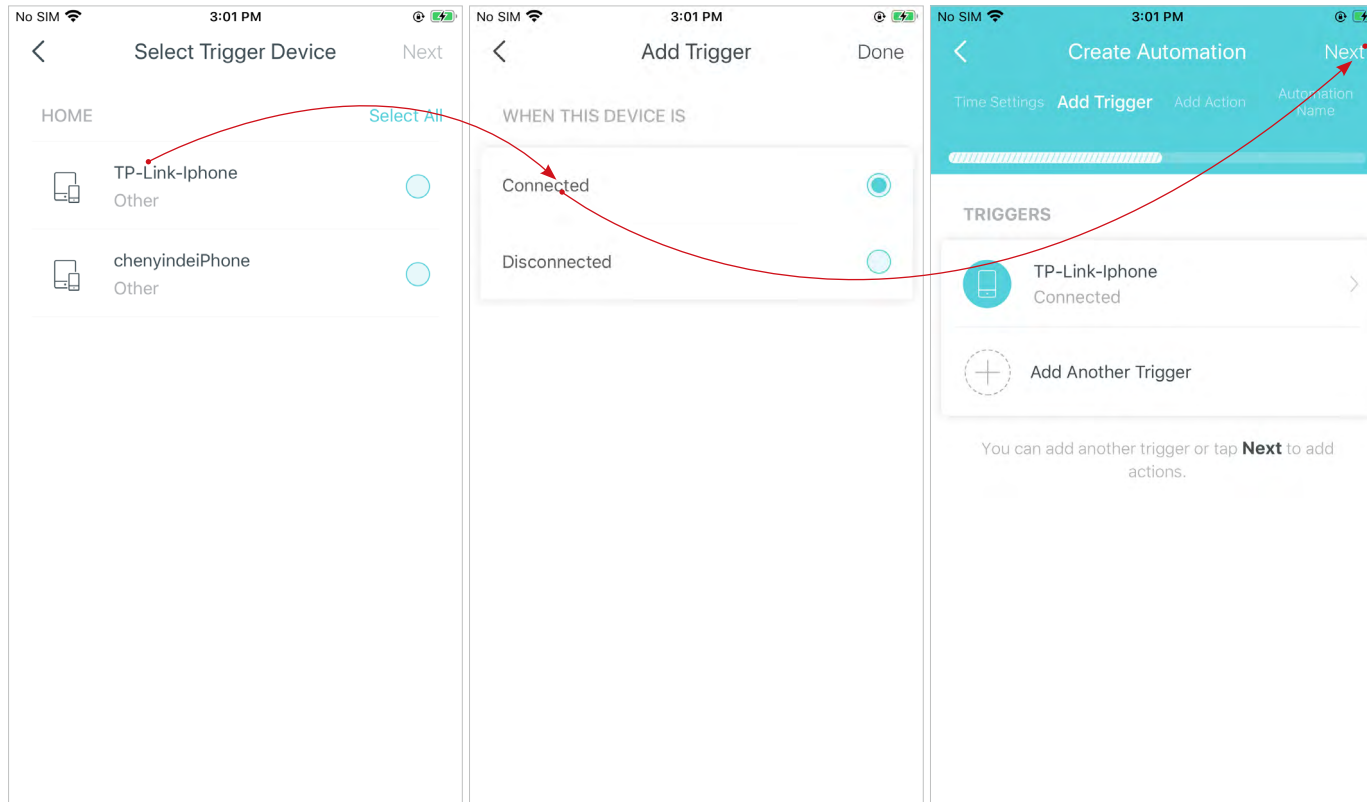 No SIM 3:01 PM
Select Trigger Device Next
HOME Select All
TP-Link-Iphone
Other
chenyindeiPhone
Other
No SIM 3:01 PM
Add Trigger Done
WHEN THIS DEVICE IS
Connected
Disconnected
No SIM 3:01 PM
Create Automation Next
Time Settings Add Trigger Add Action Automation
Name
TRIGGERS
TP-Link-Iphone
Connected
Add Another Trigger
You can add another trigger or tap Next to add
actions.